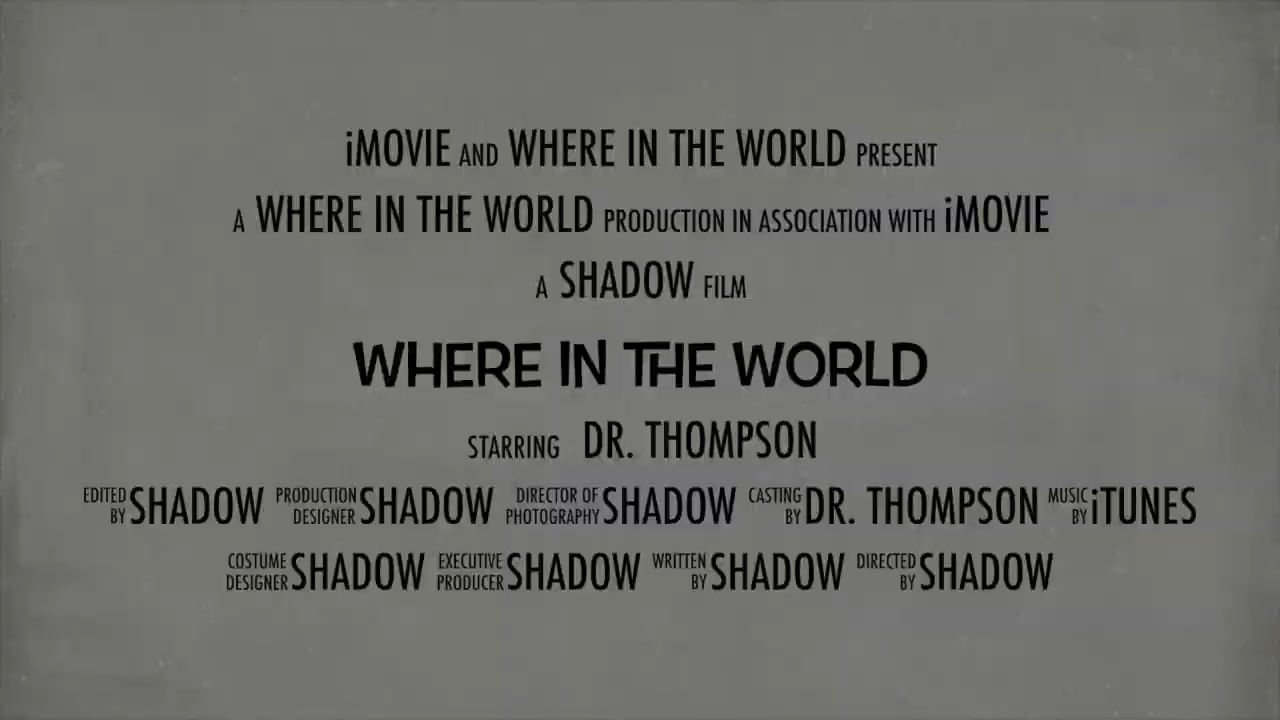 iMOVIE AND WHERE IN THE WORLD PRESENT
A WHERE IN THE WORLD PRODUCTION IN ASSOCIATION WITH iMOVIE
A SHADOW FILM
WHERE IN THE WORLD
STARRING DR. THOMPSON
EDITED BY SHADOW PRODUCTION DESIGNER SHADOW DIRECTOR OF PHOTOGRAPHY SHADOW CASTING BY DR. THOMPSON MUSIC BY iTUNES
COSTUME DESIGNER SHADOW EXECUTIVE PRODUCER SHADOW WRITTEN BY SHADOW DIRECTED BY SHADOW